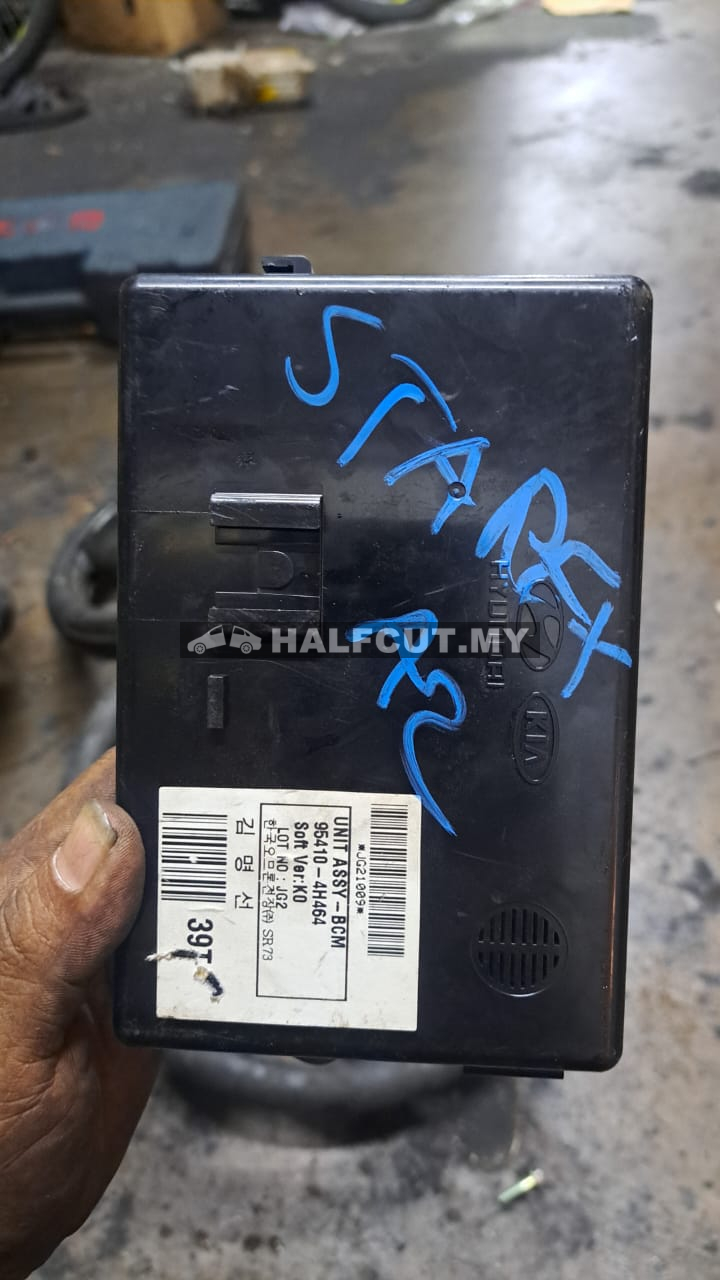 STAREX
HALFCUT.MY
HYUNDAI
KIA
*JG21009*
UNIT ASSY-BCM
95410-4H464
Soft Ver:K0
LOT NO : JG2
한국오므론전장(주) SR73
김 명 선
39T